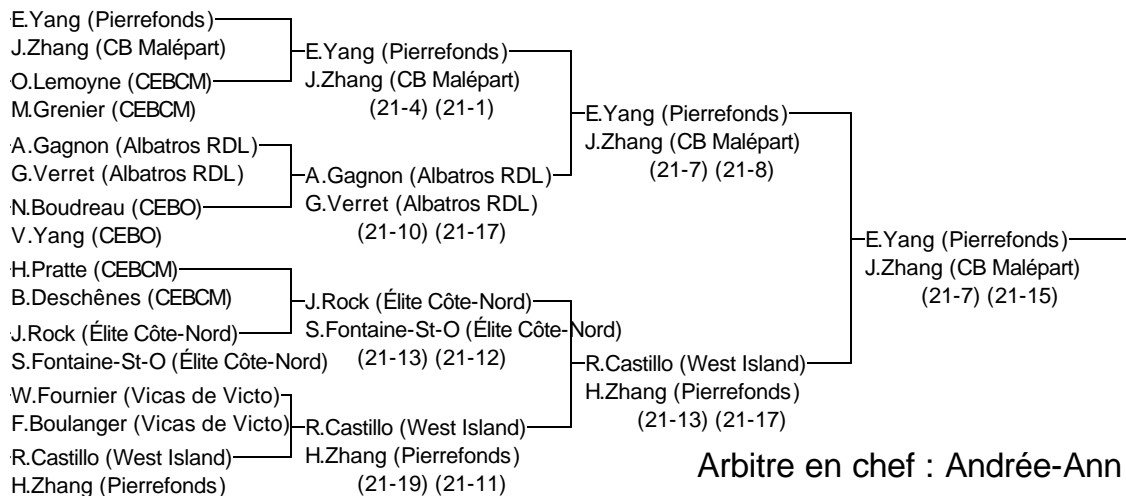 E.Yang (Pierrefonds)
J.Zhang (CB Malépart)
O.Lemoyne (CEBCM)
M.Grenier (CEBCM)
A.Gagnon (Albatros RDL)
G.Verret (Albatros RDL)
N.Boudreau (CEBO)
V.Yang (CEBO)
H.Pratte (CEBCM)
B.Deschênes (CEBCM)
J.Rock (Élite Côte-Nord)
S.Fontaine-St-O (Élite Côte-Nord)
W.Fournier (Vicas de Victo)
F.Boulanger (Vicas de Victo)
R.Castillo (West Island)
H.Zhang (Pierrefonds)
E.Yang (Pierrefonds)
J.Zhang (CB Malépart)
(21-4) (21-1)
A.Gagnon (Albatros RDL)
G.Verret (Albatros RDL)
(21-10) (21-17)
J.Rock (Élite Côte-Nord)
S.Fontaine-St-O (Élite Côte-Nord)
(21-13) (21-12)
R.Castillo (West Island)
H.Zhang (Pierrefonds)
(21-19) (21-11)
E.Yang (Pierrefonds)
J.Zhang (CB Malépart)
(21-7) (21-8)
R.Castillo (West Island)
H.Zhang (Pierrefonds)
(21-13) (21-17)
E.Yang (Pierrefonds)
J.Zhang (CB Malépart)
(21-7) (21-15)
Arbitre en chef : Andrée-Ann